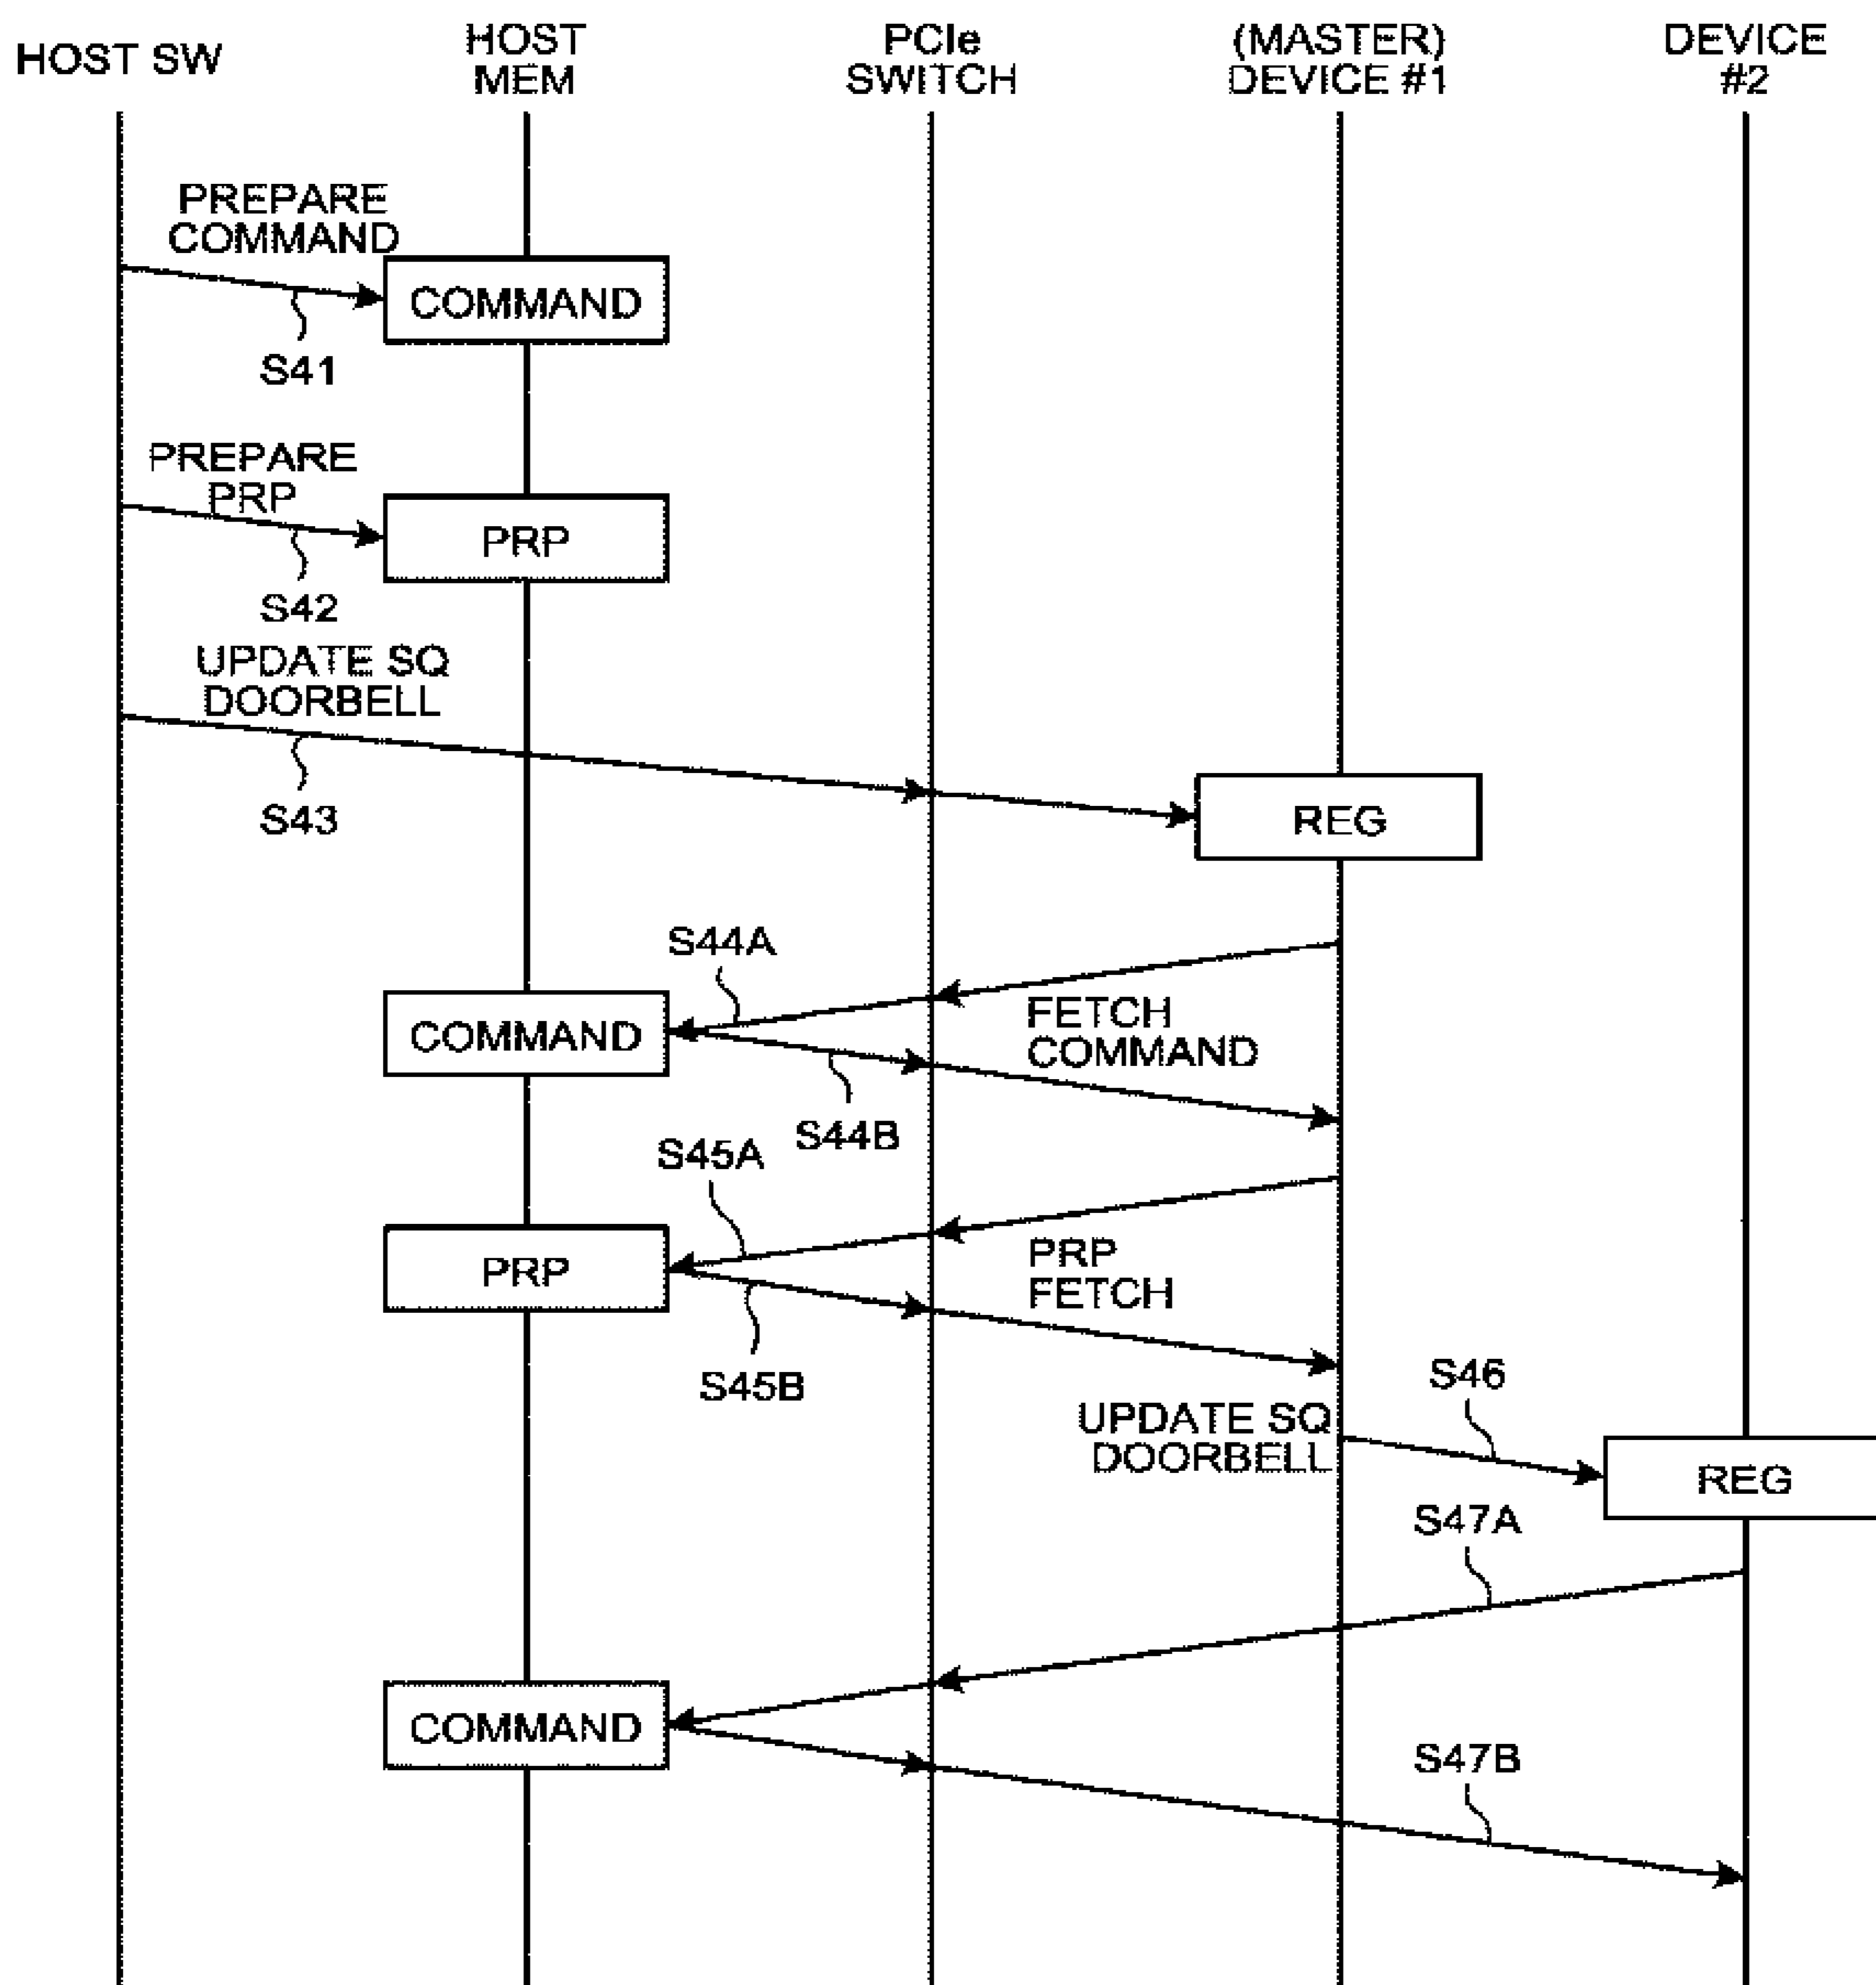 HOST SW
HOST
MEM
PCIe
SWITCH
(MASTER)
DEVICE #1
DEVICE
#2
PREPARE
COMMAND
COMMAND
S41
PREPARE
PRP
PRP
S42
UPDATE SQ
DOORBELL
S43
REG
S44A
COMMAND
FETCH
COMMAND
S44B
S45A
PRP
PRP
FETCH
S45B
S46
UPDATE SQ
DOORBELL
REG
S47A
COMMAND
S47B